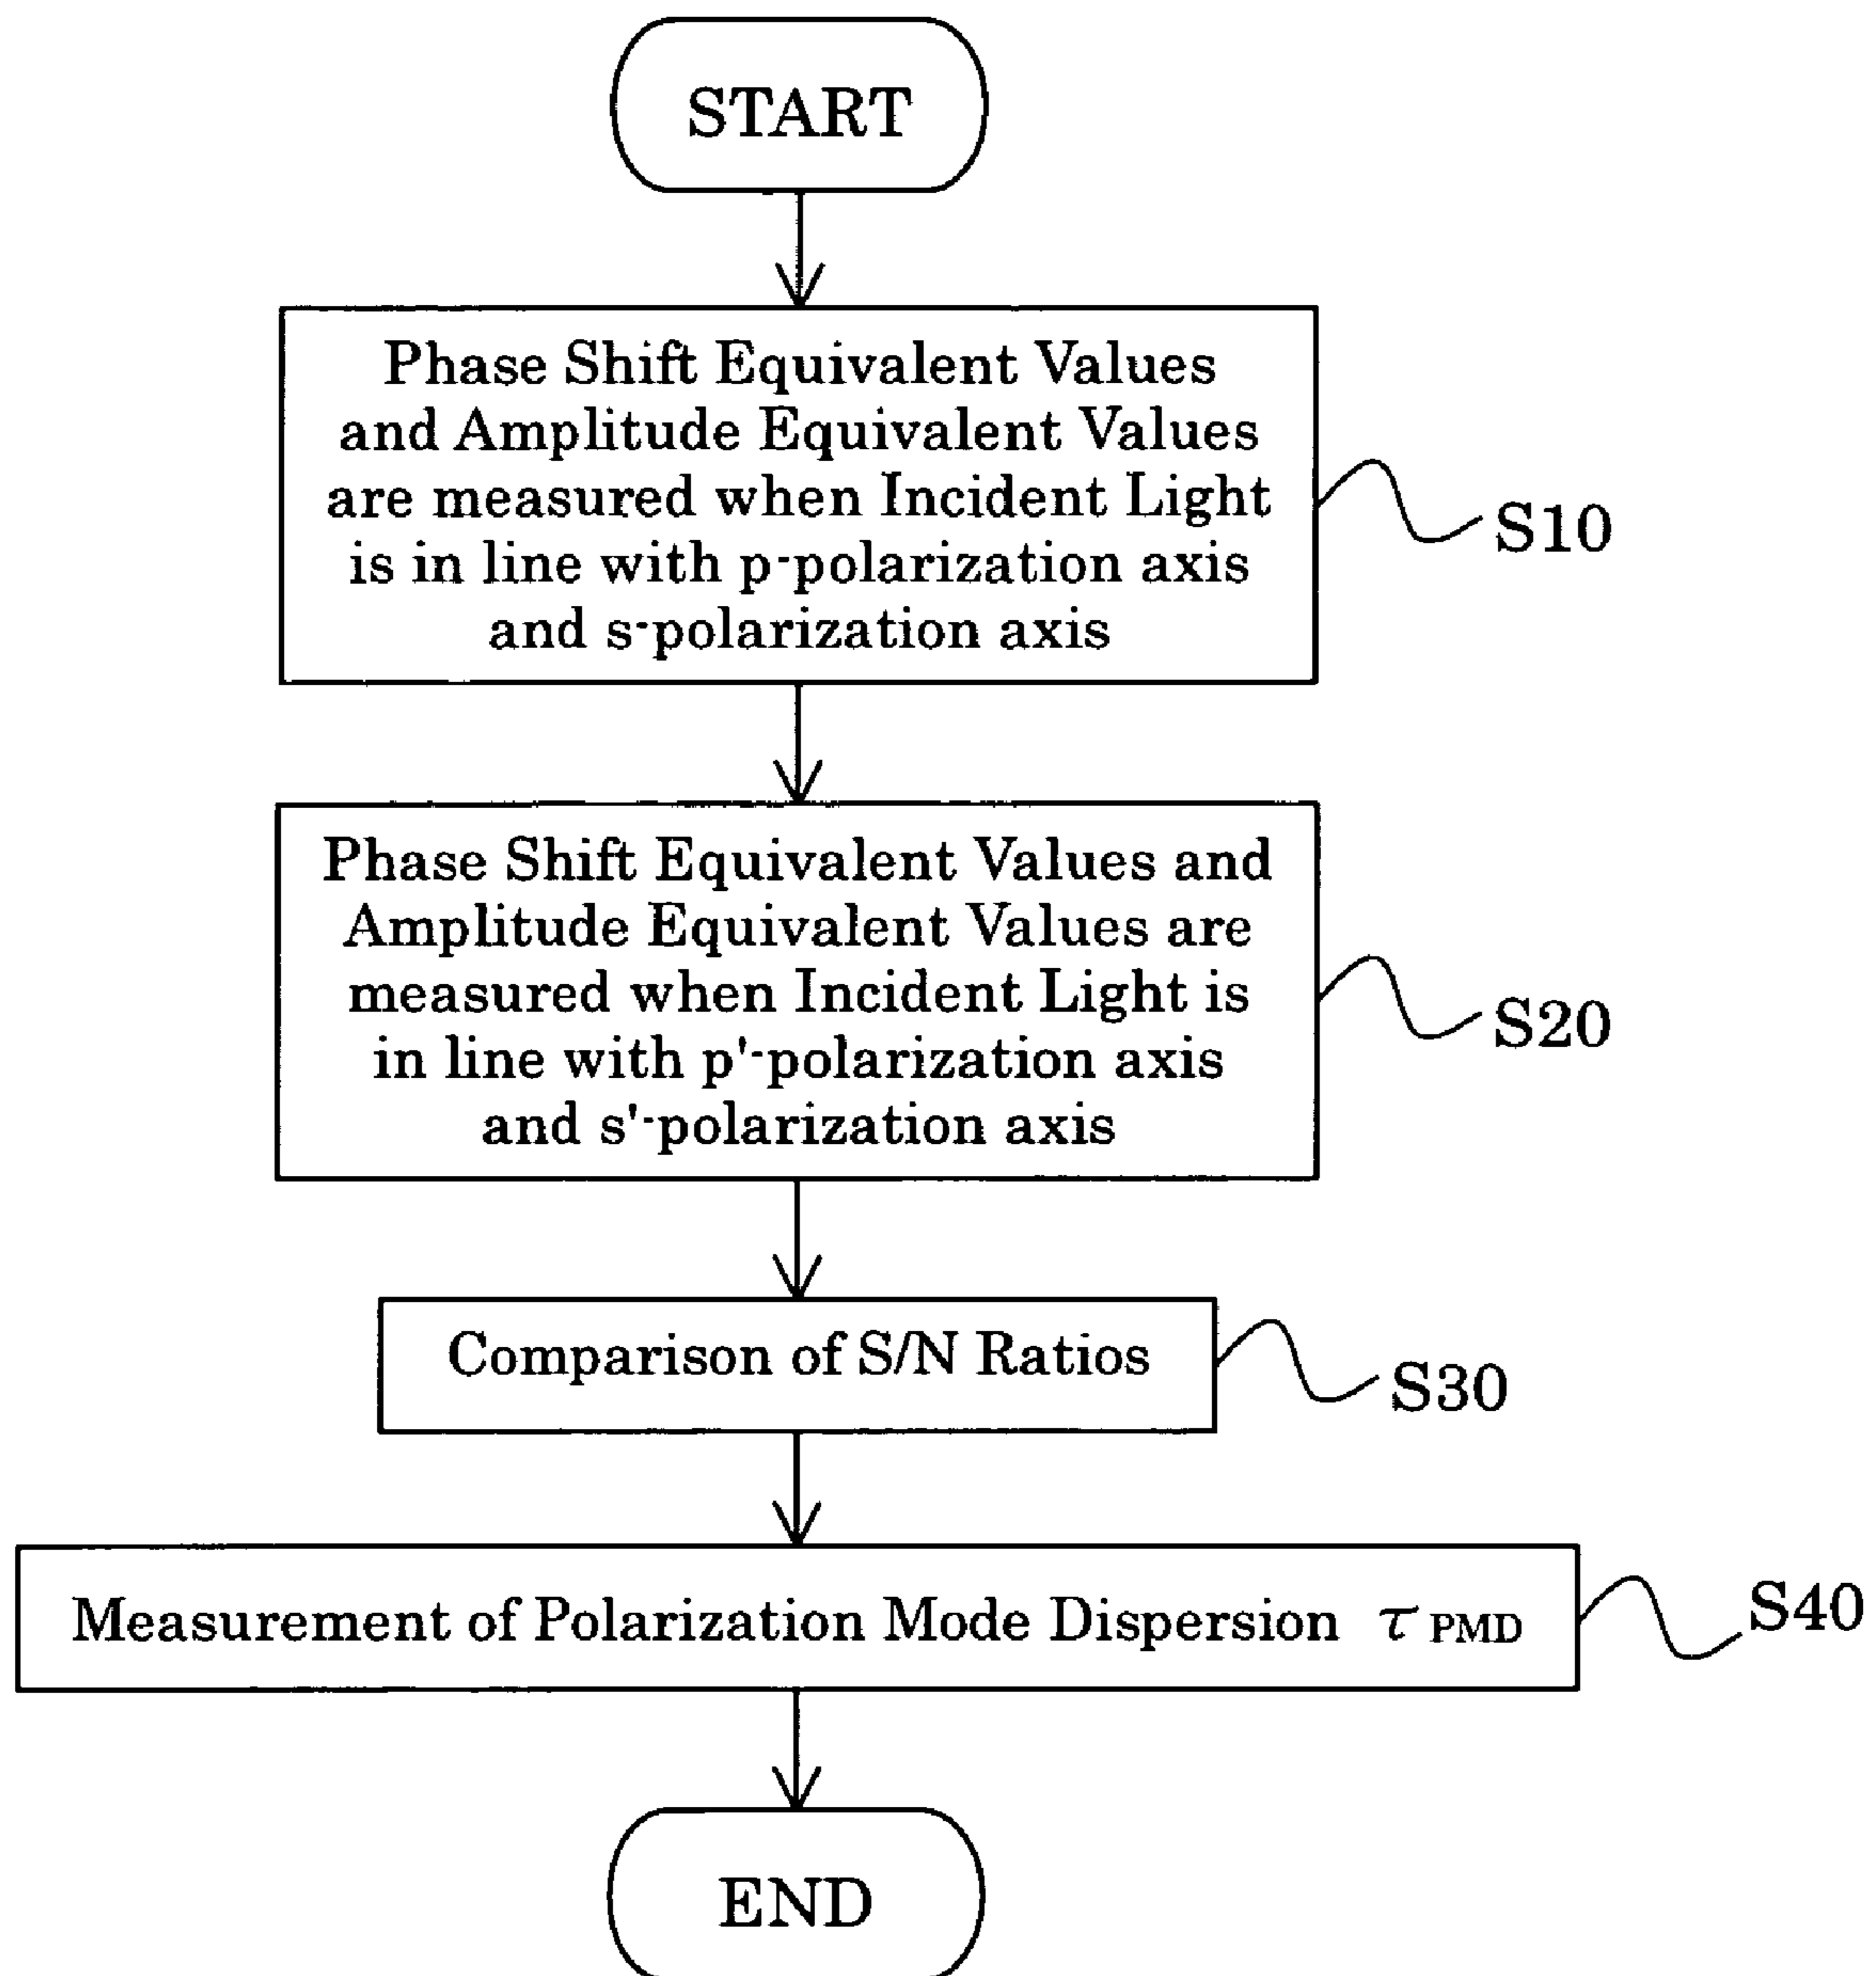 START
Phase Shift Equivalent Values
and Amplitude Equivalent Values
are measured when Incident Light
is in line with p-polarization axis
and s-polarization axis
S10
Phase Shift Equivalent Values and
Amplitude Equivalent Values are
measured when Incident Light is
in line with p'-polarization axis
and s'-polarization axis
S20
Comparison of S/N Ratios
S30
Measurement of Polarization Mode Dispersion τ PMD
S40
END